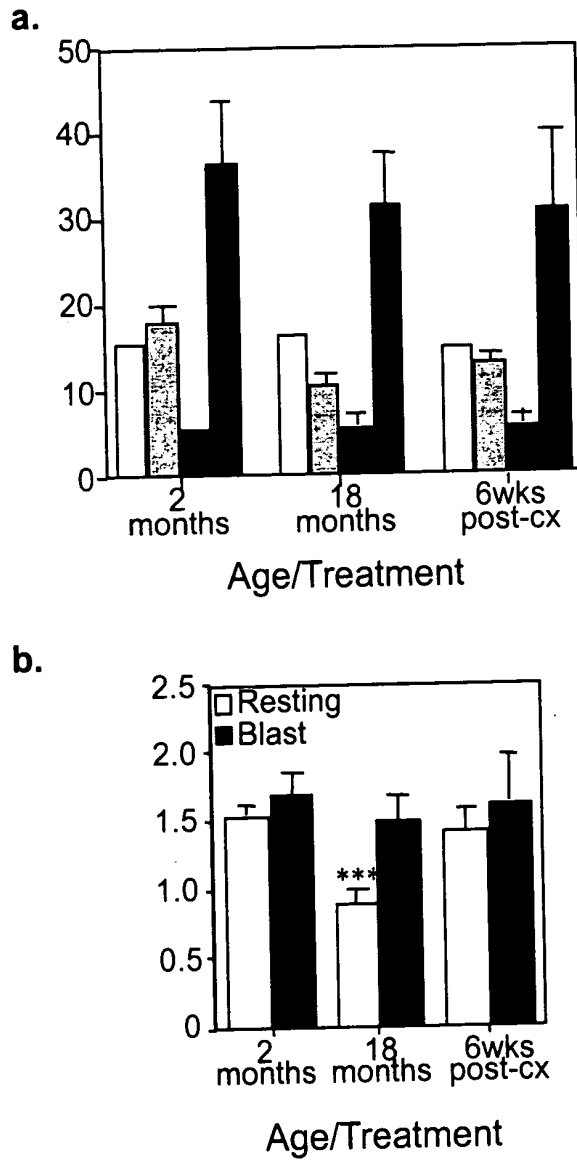 a.
50
40
30
20
10
0
2
months
18
months
6wks
post-cx
Age/Treatment
b.
2.5
2.0
1.5
1.0
0.5
0
Resting
Blast
***
2
months
18
months
6wks
post-cx
Age/Treatment